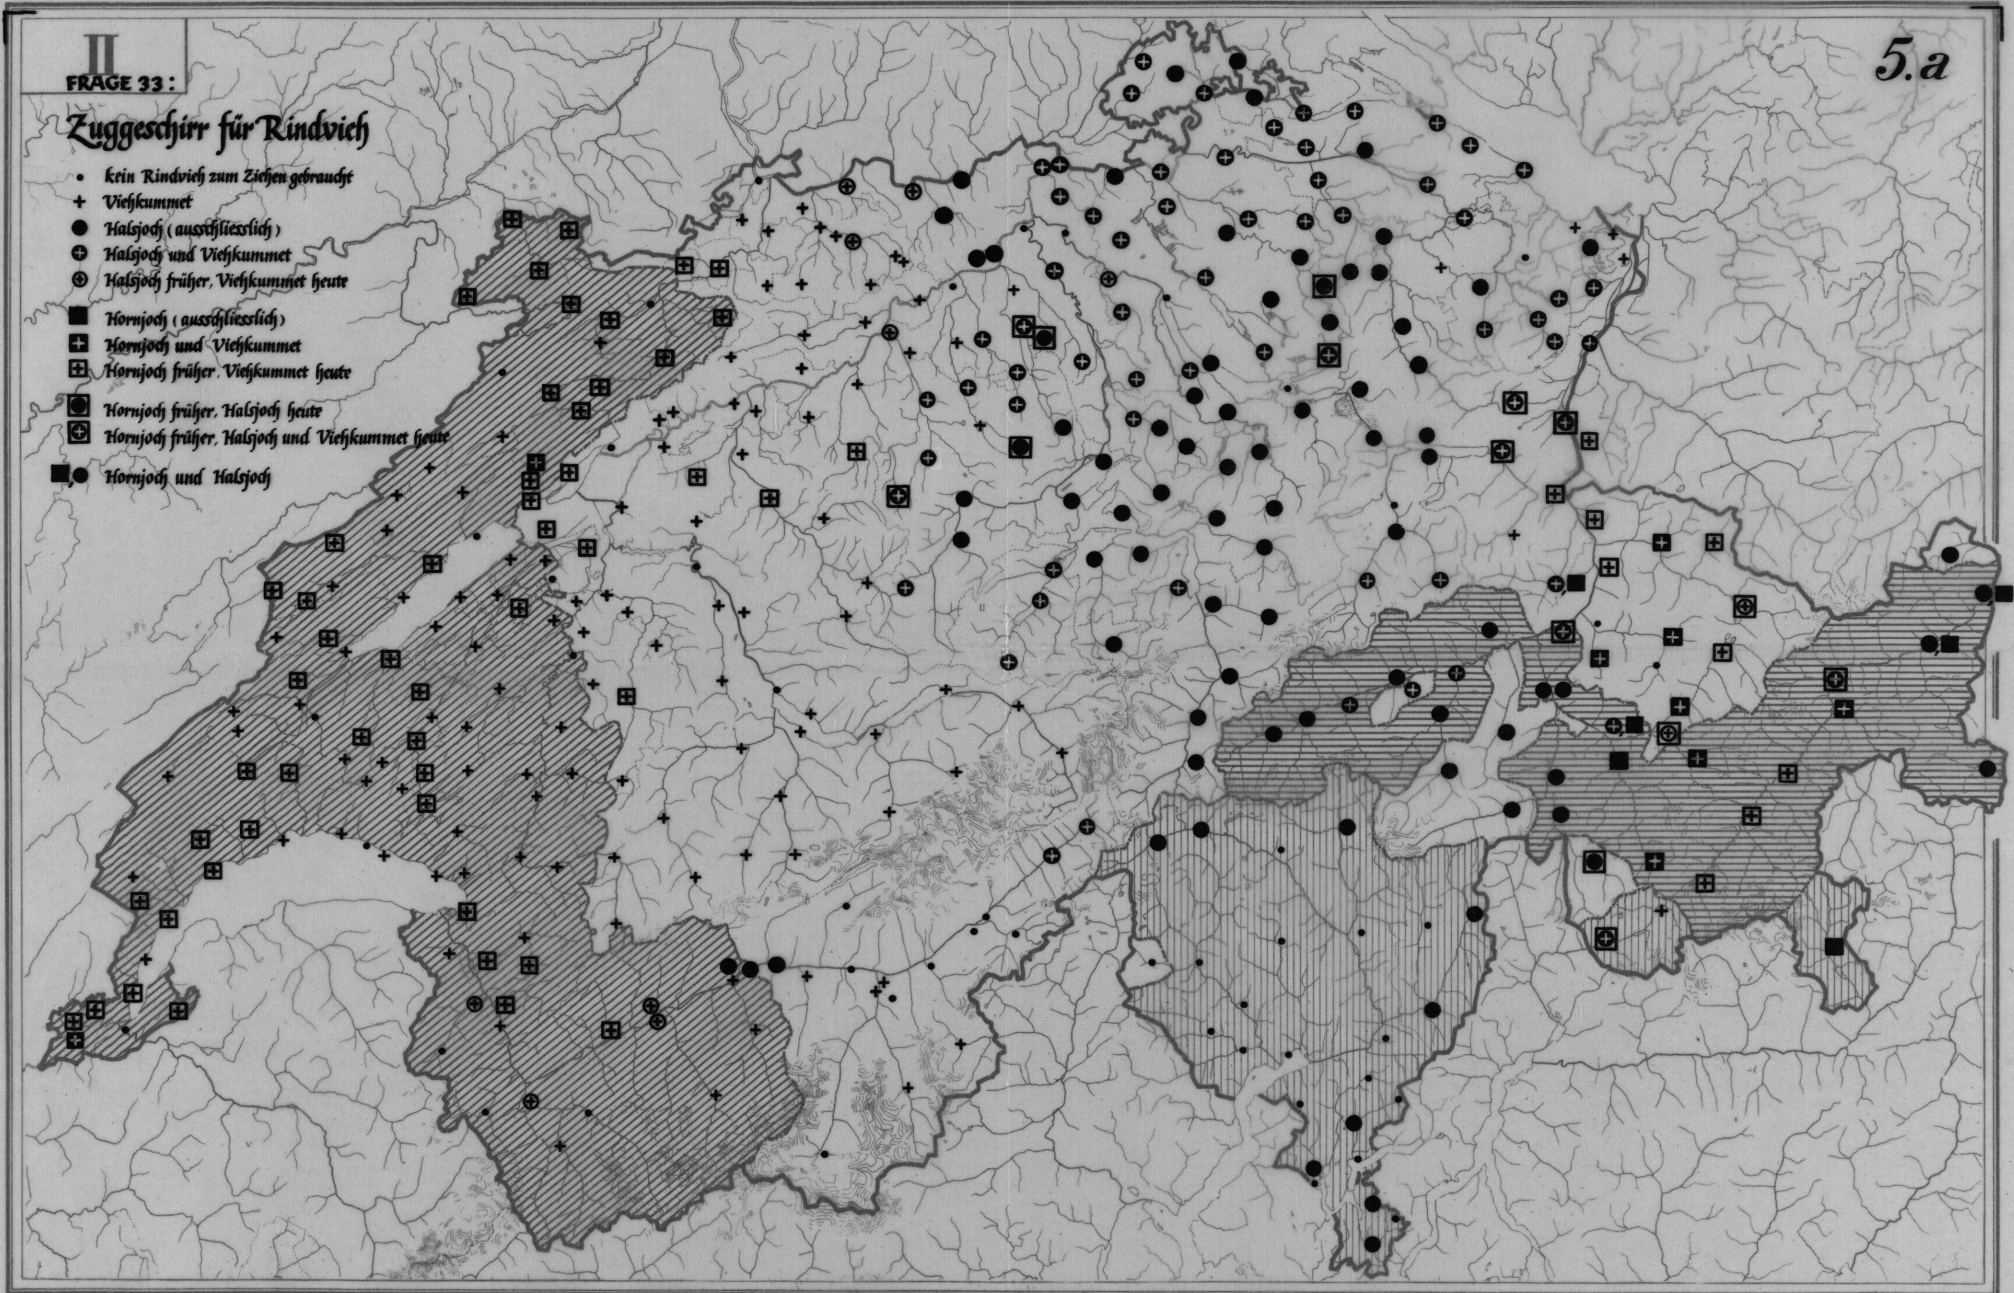 II
FRAGE 33:
5.a
Zuggeschirr für Rindvieh
kein Rindvieh zum Ziehen gebraucht
Viehkummet
Halsjoch (ausschliesslich)
Halsjoch und Viehkummet
Halsjoch früher, Viehkummet heute
Hornjoch (ausschliesslich)
Hornjoch und Viehkummet
Hornjoch früher, Viehkummet heute
Hornjoch früher, Halsjoch heute
Hornjoch früher, Halsjoch und Viehkummet heute
Hornjoch und Halsjoch